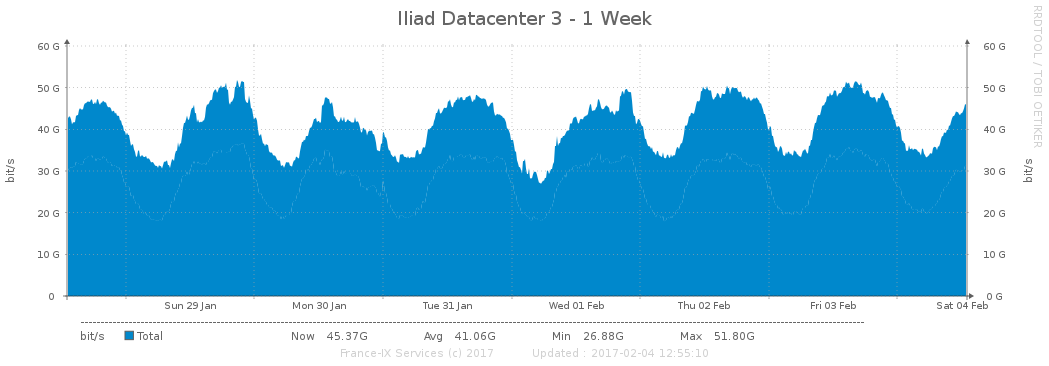 Iliad Datacenter 3 - 1 Week
RRDTOOL / TOBI OETIKER
60 G 60 G
50 G 50 G
40 G 40 G
30 G 30 G
20 G 20 G
10 G 10 G
0 0 G
bit/s bit/s
Sun 29 Jan Mon 30 Jan Tue 31 Jan Wed 01 Feb Thu 02 Feb Fri 03 Feb Sat 04 Feb
bit/s Total Now 45.37G Avg 41.06G Min 26.88G Max 51.80G
France-IX Services (c) 2017 Updated : 2017-02-04 12:55:10